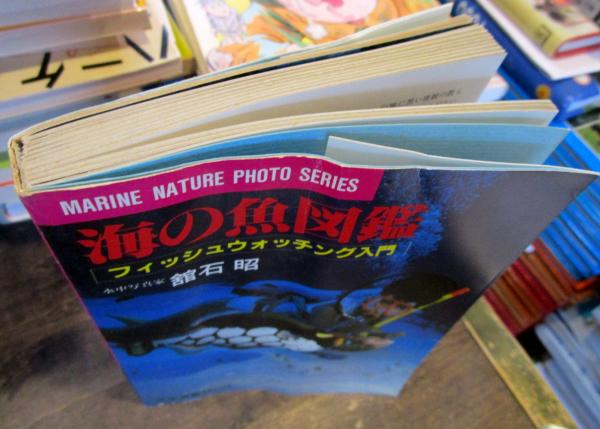 MARINE NATURE PHOTO SERIES
海の魚図鑑
フィッシュウォッチング入門
水中写真家 舘石 昭